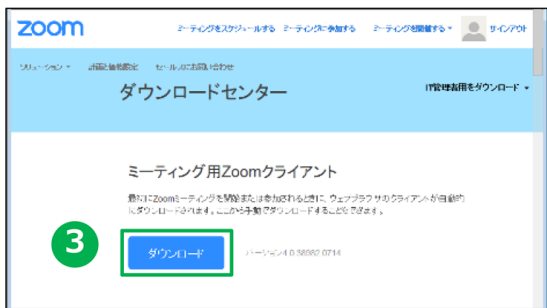 zoom
ミーティングをスケジュールする ミーティングに参加する ミーティングを開催する サインアウト
ソリューション セールスにお問い合わせ
ダウンロードセンター
IT管理者用をダウンロード
ミーティング用Zoomクライアント
最初にZoomミーティングを開始または参加されるときに、ウェブブラウザのクライアントが自動的
にダウンロードされます。ここから手動でダウンロードすることもできます。
3
ダウンロード
バージョン4.0.38982.0714